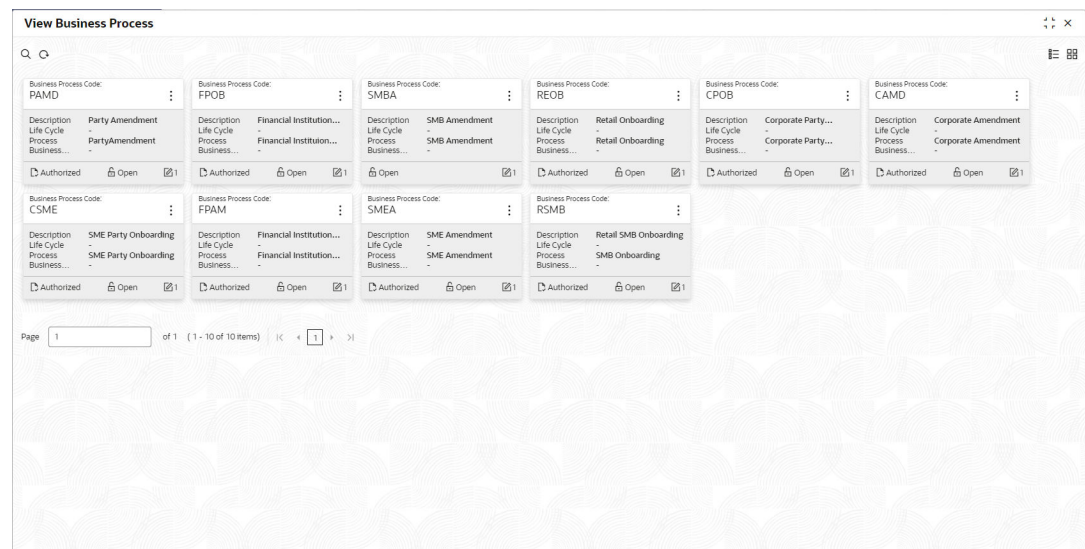 View Business Process
Business Process Code:
PAMD
Description Party Amendment
Life Cycle -
Process PartyAmendment
Business... -
Authorized Open 1
Business Process Code:
FPOB
Description Financial Institution...
Life Cycle -
Process Financial Instituion...
Business... -
Authorized Open 1
Business Process Code:
SMBA
Description SMB Amendment
Life Cycle -
Process SMB Amendment
Business... -
Open 1
Business Process Code:
REOB
Description Retail Onboarding
Life Cycle -
Process Retail Onboarding
Business... -
Authorized Open 1
Business Process Code:
CPOB
Description Corporate Party...
Life Cycle -
Process Corporate Party...
Business... -
Authorized Open 1
Business Process Code:
CAMD
Description Corporate Amendment
Life Cycle -
Process Corporate Amendment
Business... -
Authorized Open 1
Business Process Code:
CSME
Description SME Party Onboarding
Life Cycle -
Process SME Party Onboarding
Business... -
Authorized Open 1
Business Process Code:
FPAM
Description Financial Institution...
Life Cycle -
Process Financial Institution...
Business... -
Authorized Open 1
Business Process Code:
SMEA
Description SME Amendment
Life Cycle -
Process SME Amendment
Business... -
Authorized Open 1
Business Process Code:
RSMB
Description Retail SMB Onboarding
Life Cycle -
Process SMB Onboarding
Business... -
Authorized Open 1
Page 1 of 1 ( 1 - 10 of 10 items) 1